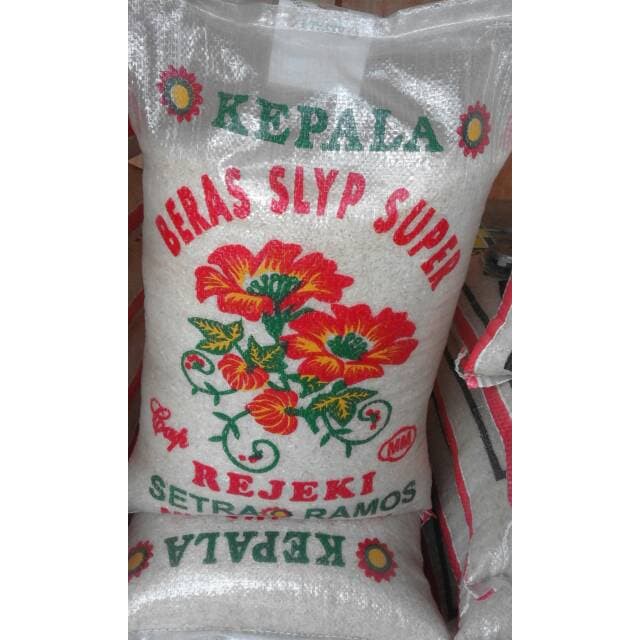 KEPALA
BERAS SLYP SUPER
Cap
MM
REJEKI
SETRA RAMOS
KEPALA